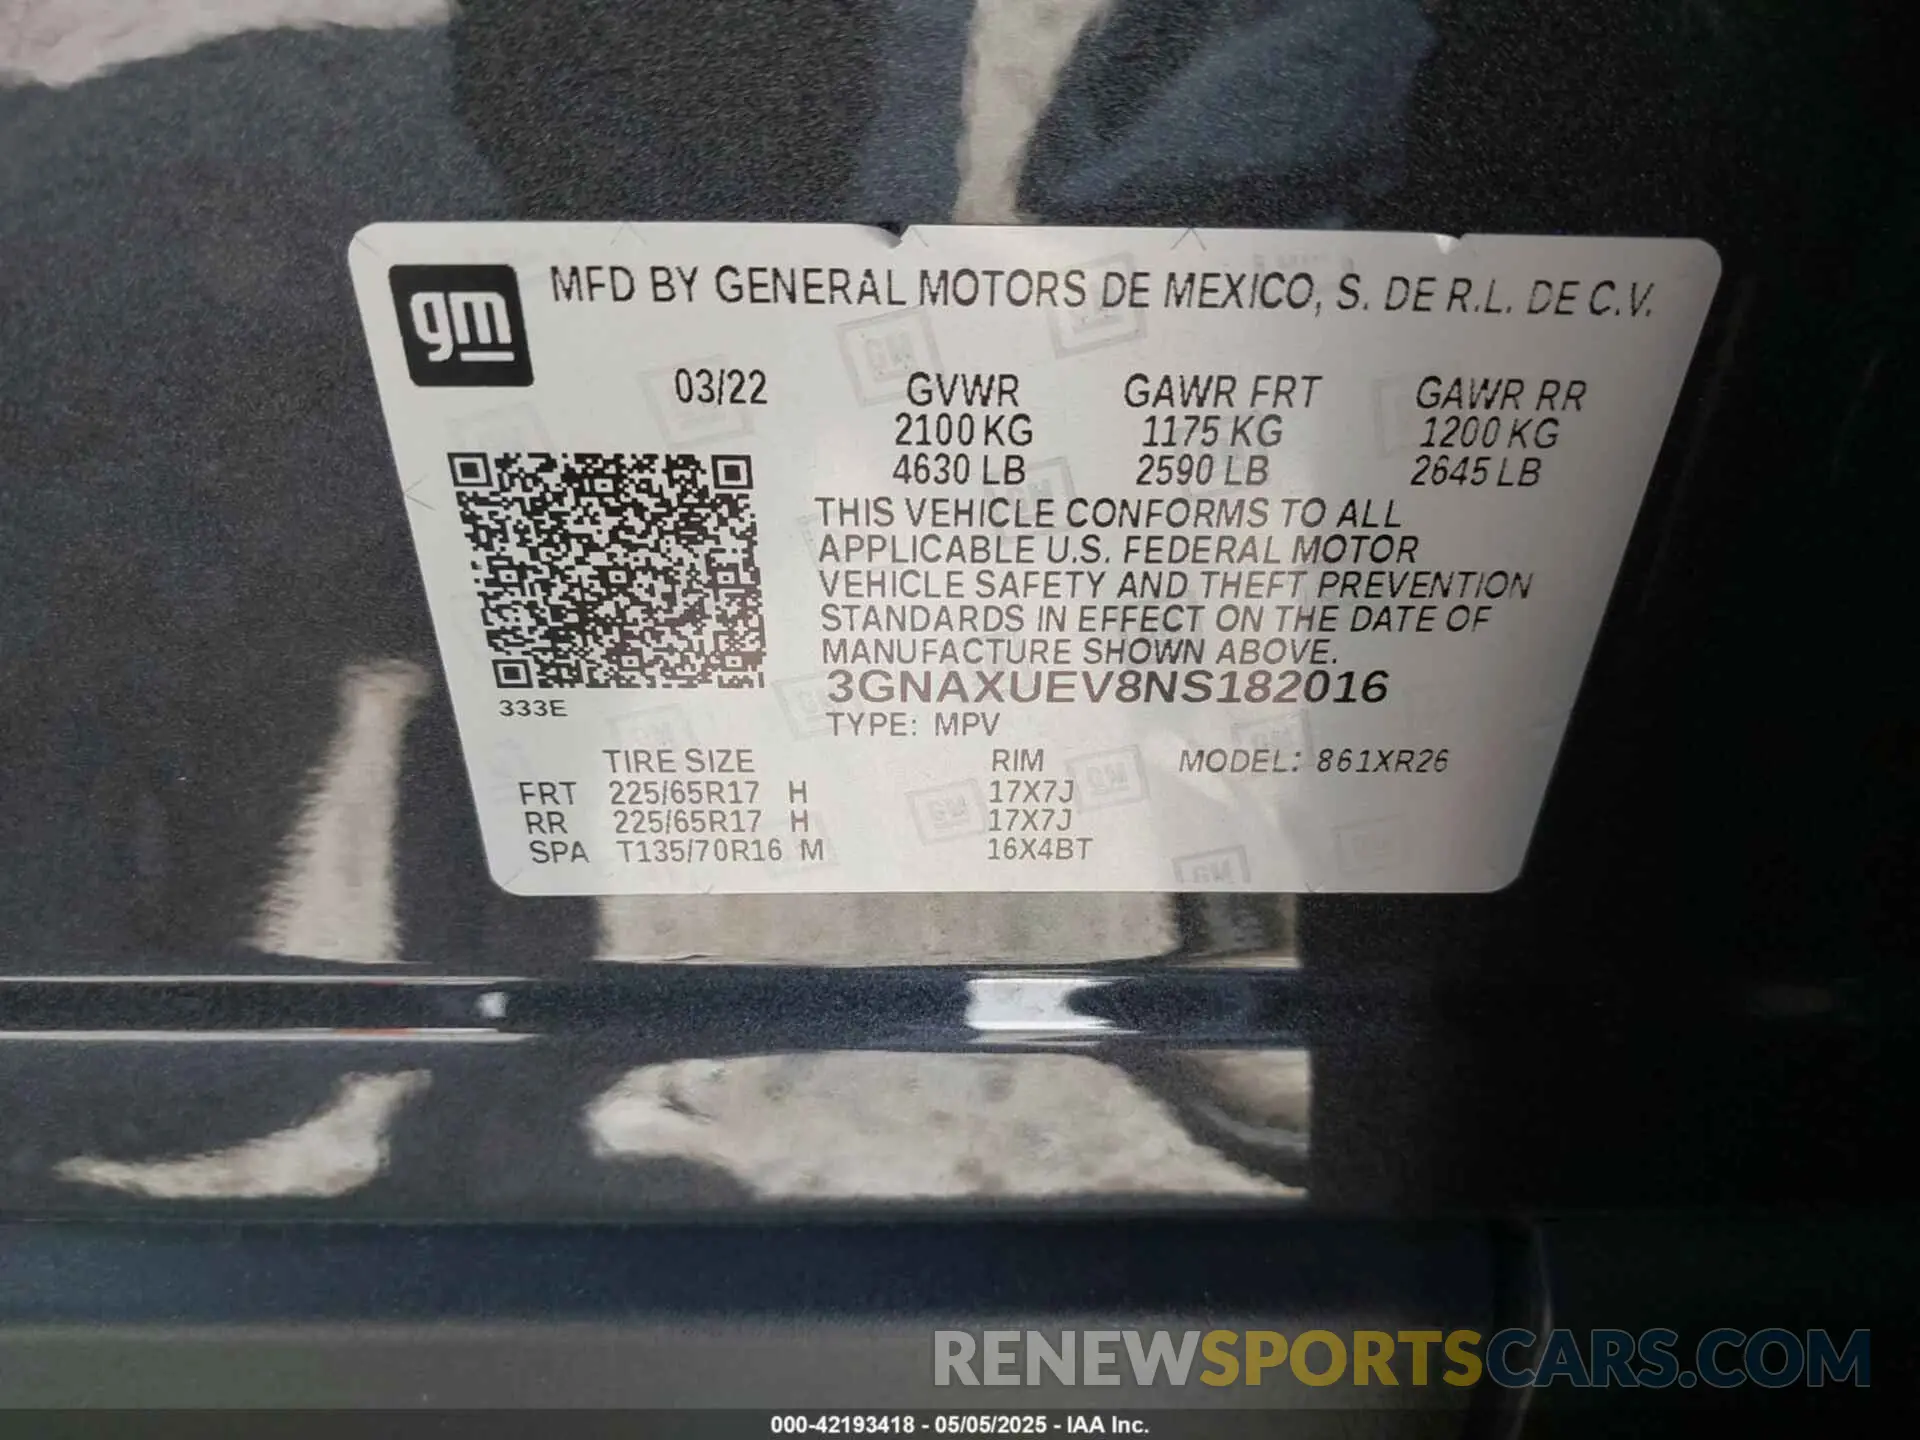 gm
MFD BY GENERAL MOTORS DE MEXICO, S. DE R.L. DE C.V.
03/22 GVWR GAWR FRT GAWR RR
2100 KG 1175 KG 1200 KG
4630 LB 2590 LB 2645 LB
THIS VEHICLE CONFORMS TO ALL
APPLICABLE U.S. FEDERAL MOTOR
VEHICLE SAFETY AND THEFT PREVENTION
STANDARDS IN EFFECT ON THE DATE OF
MANUFACTURE SHOWN ABOVE.
3GNAXUEV8NS182016
333E
TYPE: MPV
TIRE SIZE RIM MODEL: 861XR26
FRT 225/65R17 H 17X7J
RR 225/65R17 H 17X7J
SPA T135/70R16 M 16X4BT
RENEWSPORTSCARS.COM
000-42193418 - 05/05/2025 - IAA Inc.